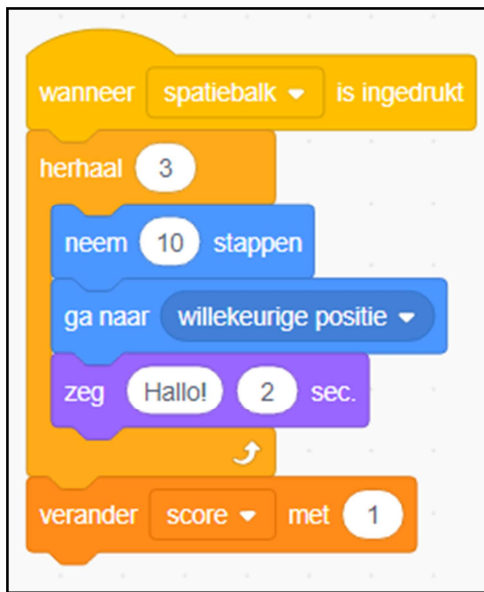 wanneer spatiebalk is ingedrukt
herhaal 3
neem 10 stappen
ga naar willekeurige positie
zeg Hallo! 2 sec.
verander score met 1